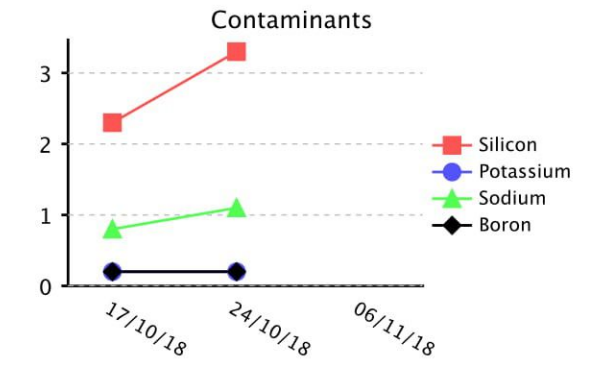 Contaminants
3
2
1
0
17/10/18
24/10/18
06/11/18
Silicon
Potassium
Sodium
Boron